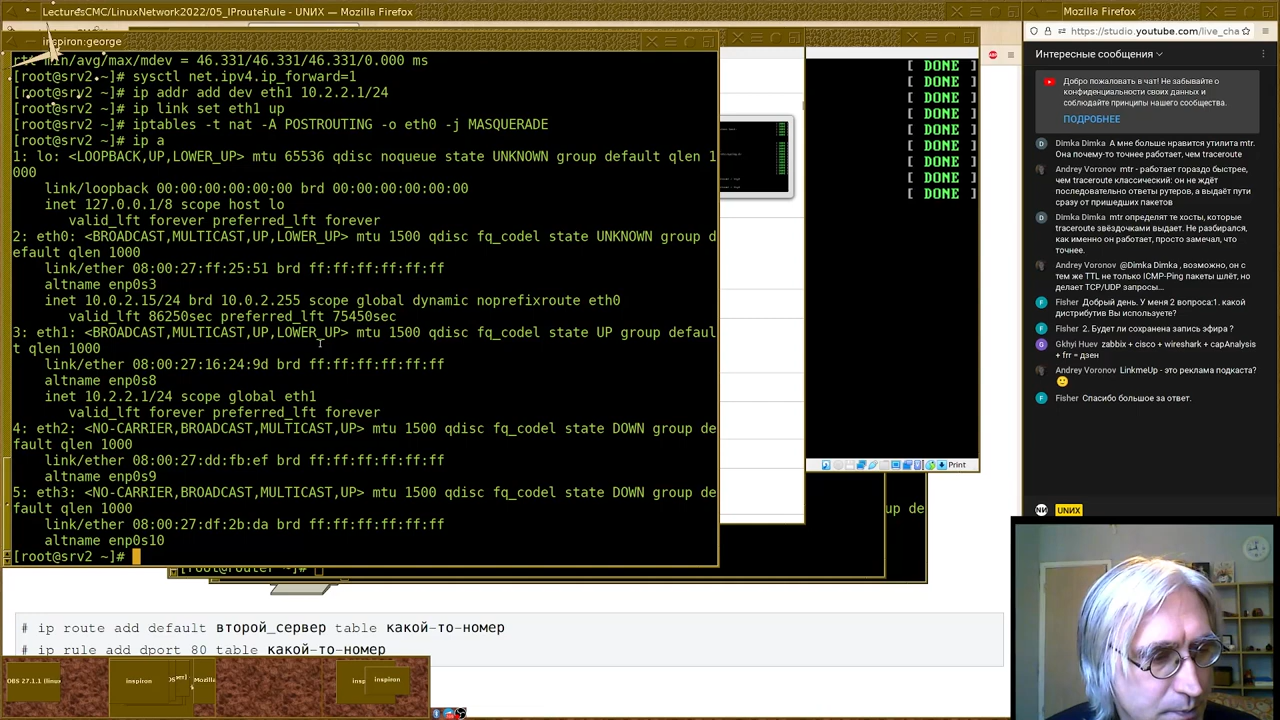 LecturesCMC/LinuxNetwork2022/05_IProuteRule - UNИX — Mozilla Firefox
Mozilla Firefox
inspiron:george
https://studio.youtube.com/live_cha
rtt min/avg/max/mdev = 46.331/46.331/46.331/0.000 ms
[root@srv2 ~]# sysctl net.ipv4.ip_forward=1
[root@srv2 ~]# ip addr add dev eth1 10.2.2.1/24
[root@srv2 ~]# ip link set eth1 up
[root@srv2 ~]# iptables -t nat -A POSTROUTING -o eth0 -j MASQUERADE
[root@srv2 ~]# ip a
1: lo: <LOOPBACK,UP,LOWER_UP> mtu 65536 qdisc noqueue state UNKNOWN group default qlen 1
000
link/loopback 00:00:00:00:00:00 brd 00:00:00:00:00:00
inet 127.0.0.1/8 scope host lo
valid_lft forever preferred_lft forever
2: eth0: <BROADCAST,MULTICAST,UP,LOWER_UP> mtu 1500 qdisc fq_codel state UNKNOWN group d
efault qlen 1000
link/ether 08:00:27:ff:25:51 brd ff:ff:ff:ff:ff:ff
altname enp0s3
inet 10.0.2.15/24 brd 10.0.2.255 scope global dynamic noprefixroute eth0
valid_lft 86250sec preferred_lft 75450sec
3: eth1: <BROADCAST,MULTICAST,UP,LOWER_UP> mtu 1500 qdisc fq_codel state UP group defaul
t qlen 1000
link/ether 08:00:27:16:24:9d brd ff:ff:ff:ff:ff:ff
altname enp0s8
inet 10.2.2.1/24 scope global eth1
valid_lft forever preferred_lft forever
4: eth2: <NO-CARRIER,BROADCAST,MULTICAST,UP> mtu 1500 qdisc fq_codel state DOWN group de
fault qlen 1000
link/ether 08:00:27:dd:fb:ef brd ff:ff:ff:ff:ff:ff
altname enp0s9
5: eth3: <NO-CARRIER,BROADCAST,MULTICAST,UP> mtu 1500 qdisc fq_codel state DOWN group de
fault qlen 1000
link/ether 08:00:27:df:2b:da brd ff:ff:ff:ff:ff:ff
altname enp0s10
[root@srv2 ~]#
[ DONE ]
[ DONE ]
[ DONE ]
[ DONE ]
[ DONE ]
[ DONE ]
[ DONE ]
[ DONE ]
[ DONE ]
Print
up de
[root@router ~]#
# ip route add default второй_сервер table какой-то-номер
# ip rule add dport 80 table какой-то-номер
OBS 27.1.1 (linux
inspiron
Mozilla
insp
inspiron
Интересные сообщения
Добро пожаловать в чат! Не забывайте о
конфиденциальности своих данных и
соблюдайте принципы нашего сообщества.
ПОДРОБНЕЕ
Dimka Dimka А мне больше нравится утилита mtr.
Она почему-то точнее работает, чем traceroute
Andrey Voronov mtr - работает гораздо быстрее,
чем traceroute классический: он не ждёт
последовательно ответы рутеров, а выдаёт пути
сразу от пришедших пакетов
Dimka Dimka mtr определят те хосты, которые
traceroute звёздочками выдает. Не разбирался,
как именно он работает, просто замечал, что
точнее.
Andrey Voronov @Dimka Dimka , возможно, он с
тем же TTL не только ICMP-Ping пакеты шлёт, но
делает TCP/UDP запросы...
Fisher Добрый день. У меня 2 вопроса:1. какой
дистрибутив Вы используете?
Fisher 2. Будет ли сохранена запись эфира ?
Gkhyi Huev zabbix + cisco + wireshark + capAnalysis
+ frr = дзен
Andrey Voronov LinkmeUp - это реклама подкаста?
Fisher Спасибо большое за ответ.
UNИX